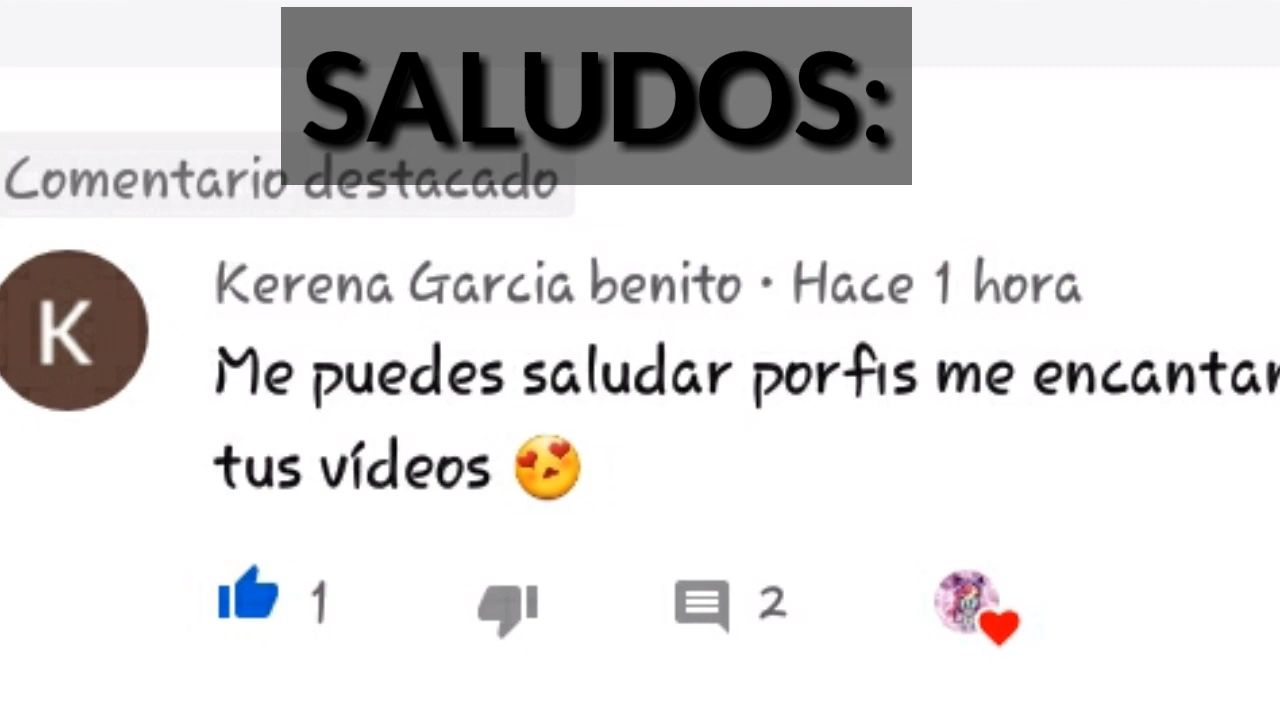 SALUDOS:
Comentario destacado
K
Kerena Garcia benito · Hace 1 hora
Me puedes saludar porfis me encantan
tus vídeos 😍
1
2